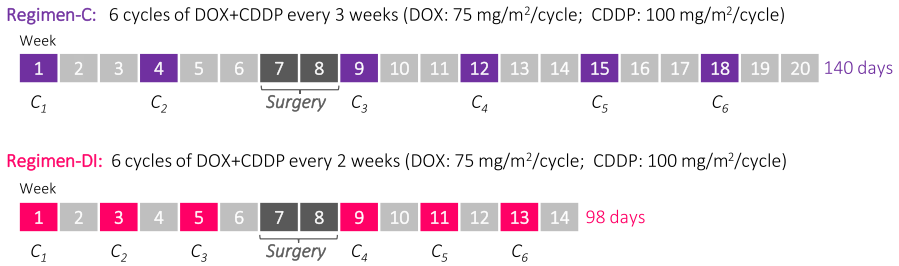 Regimen-C: 6 cycles of DOX+CDDP every 3 weeks (DOX: 75 mg/m²/cycle; CDDP: 100 mg/m²/cycle)
Week
1 2 3 4 5 6 7 8 9 10 11 12 13 14 15 16 17 18 19 20 140 days
C₁ C₂ Surgery C₃ C₄ C₅ C₆
Regimen-DI: 6 cycles of DOX+CDDP every 2 weeks (DOX: 75 mg/m²/cycle; CDDP: 100 mg/m²/cycle)
Week
1 2 3 4 5 6 7 8 9 10 11 12 13 14 98 days
C₁ C₂ C₃ Surgery C₄ C₅ C₆